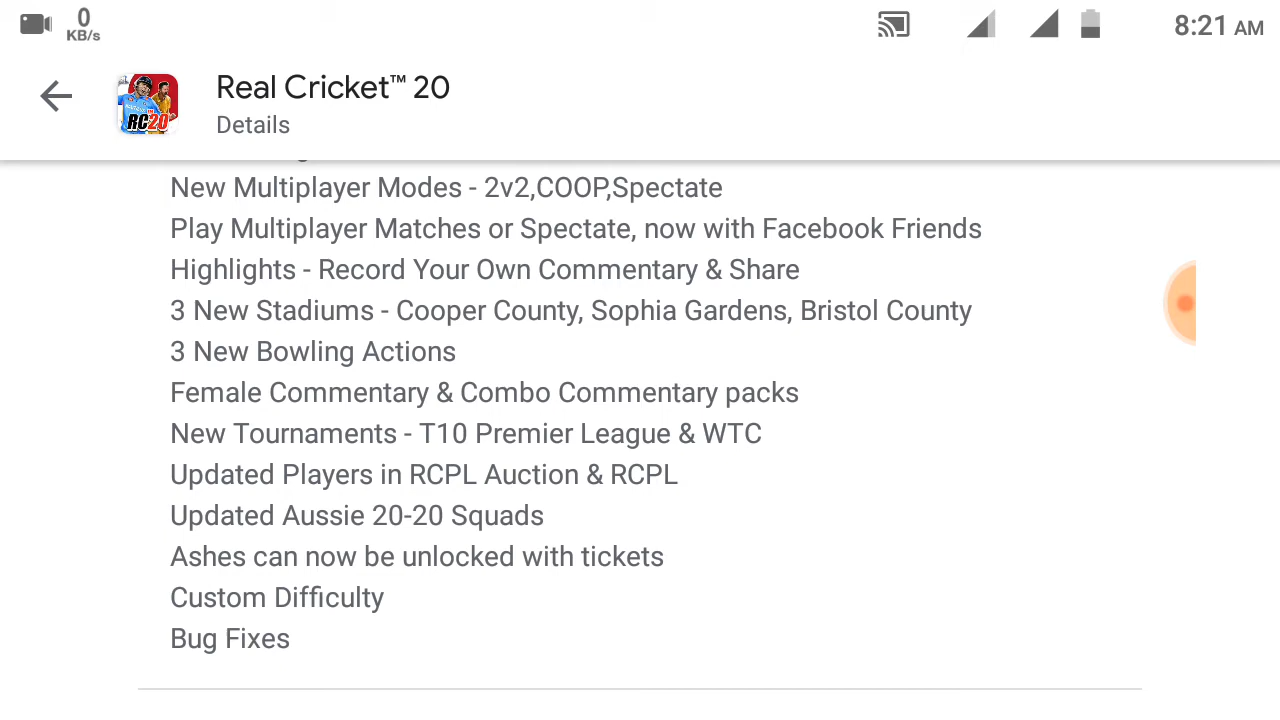 0
KB/s
8:21 AM
Real Cricket™ 20
RC20
Details
New Multiplayer Modes - 2v2,COOP,Spectate
Play Multiplayer Matches or Spectate, now with Facebook Friends
Highlights - Record Your Own Commentary & Share
3 New Stadiums - Cooper County, Sophia Gardens, Bristol County
3 New Bowling Actions
Female Commentary & Combo Commentary packs
New Tournaments - T10 Premier League & WTC
Updated Players in RCPL Auction & RCPL
Updated Aussie 20-20 Squads
Ashes can now be unlocked with tickets
Custom Difficulty
Bug Fixes